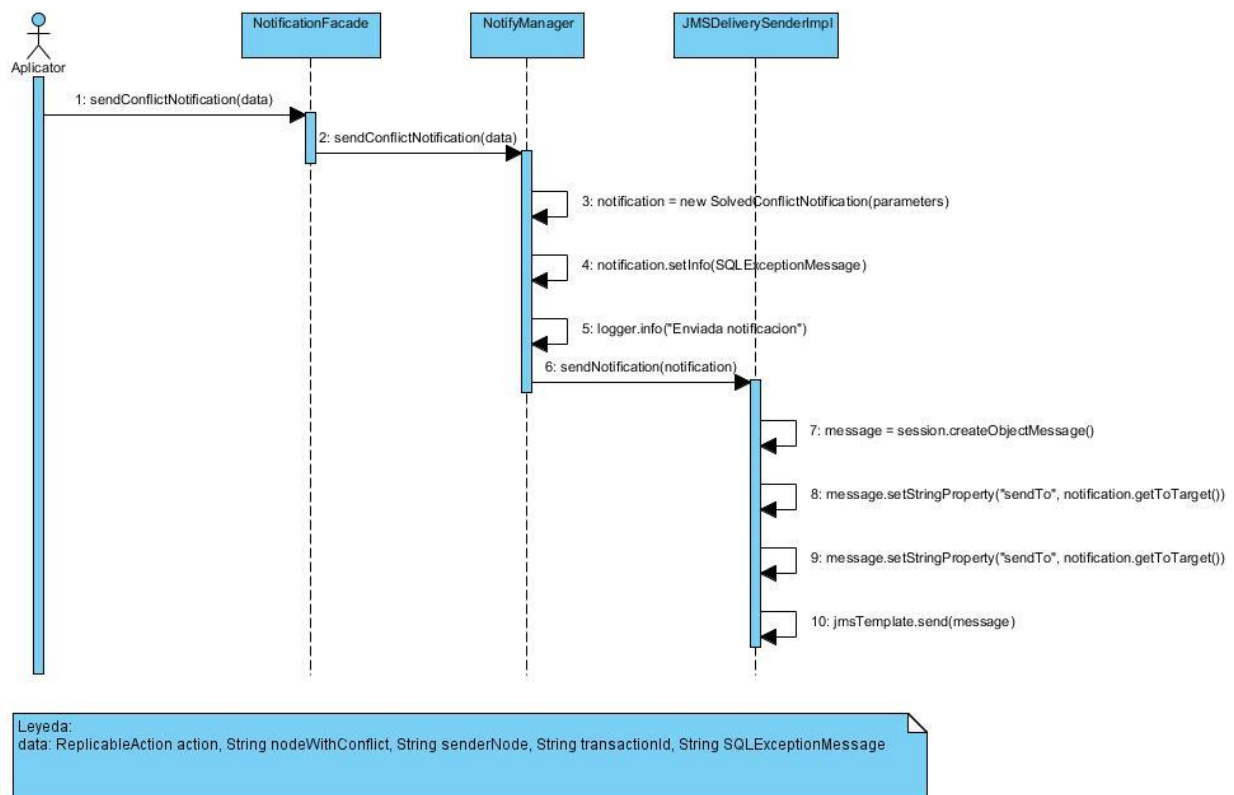 NotificationFacade
NotifyManager
JMSDeliverySenderImpl
Aplicator
1: sendConflictNotification(data)
2: sendConflictNotification(data)
3: notification = new SolvedConflictNotification(parameters)
4: notification.setInfo(SQLExceptionMessage)
5: logger.info("Enviada notificacion")
6: sendNotification(notification)
7: message = session.createObjectMessage()
8: message.setStringProperty("sendTo", notification.getToTarget())
9: message.setStringProperty("sendTo", notification.getToTarget())
10: jmsTemplate.send(message)
Leyeda:
data: ReplicableAction action, String nodeWithConflict, String senderNode, String transactionId, String SQLExceptionMessage